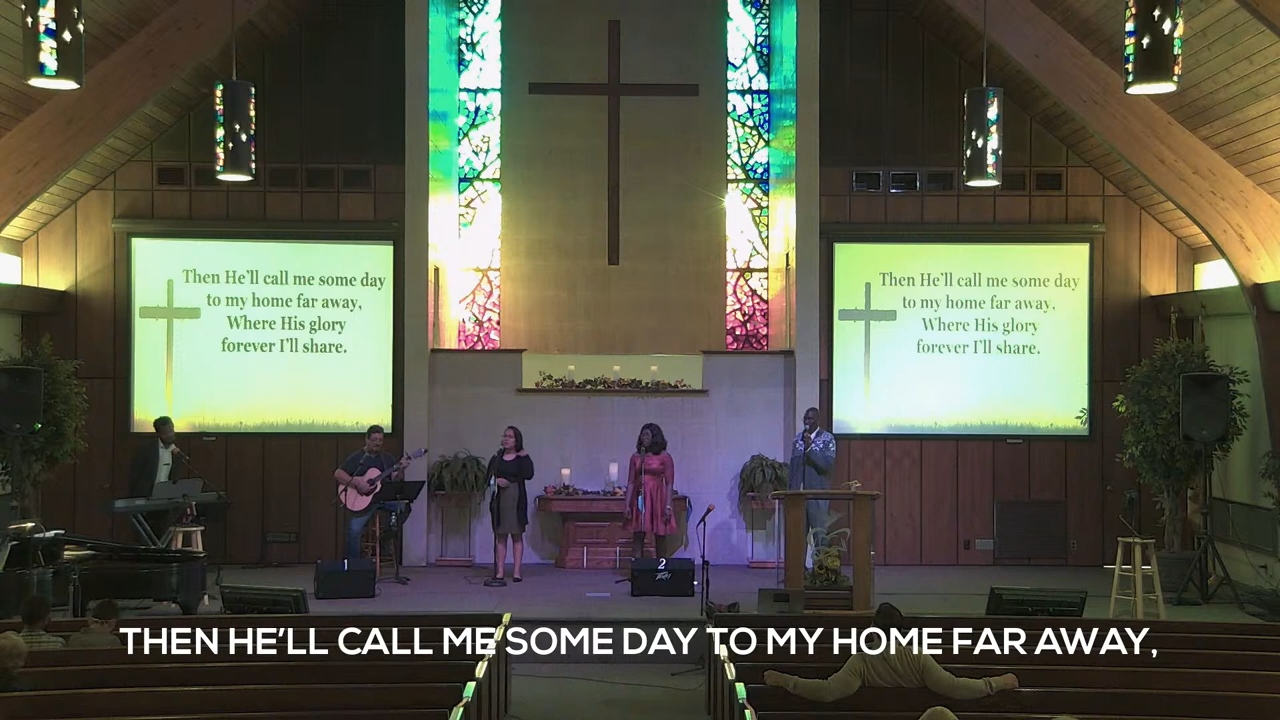 Then He'll call me some day
to my home far away,
Where His glory
forever I'll share.
Then He'll call me some day
to my home far away,
Where His glory
forever I'll share.
1
2
PEAVEY
THEN HE'LL CALL ME SOME DAY TO MY HOME FAR AWAY,